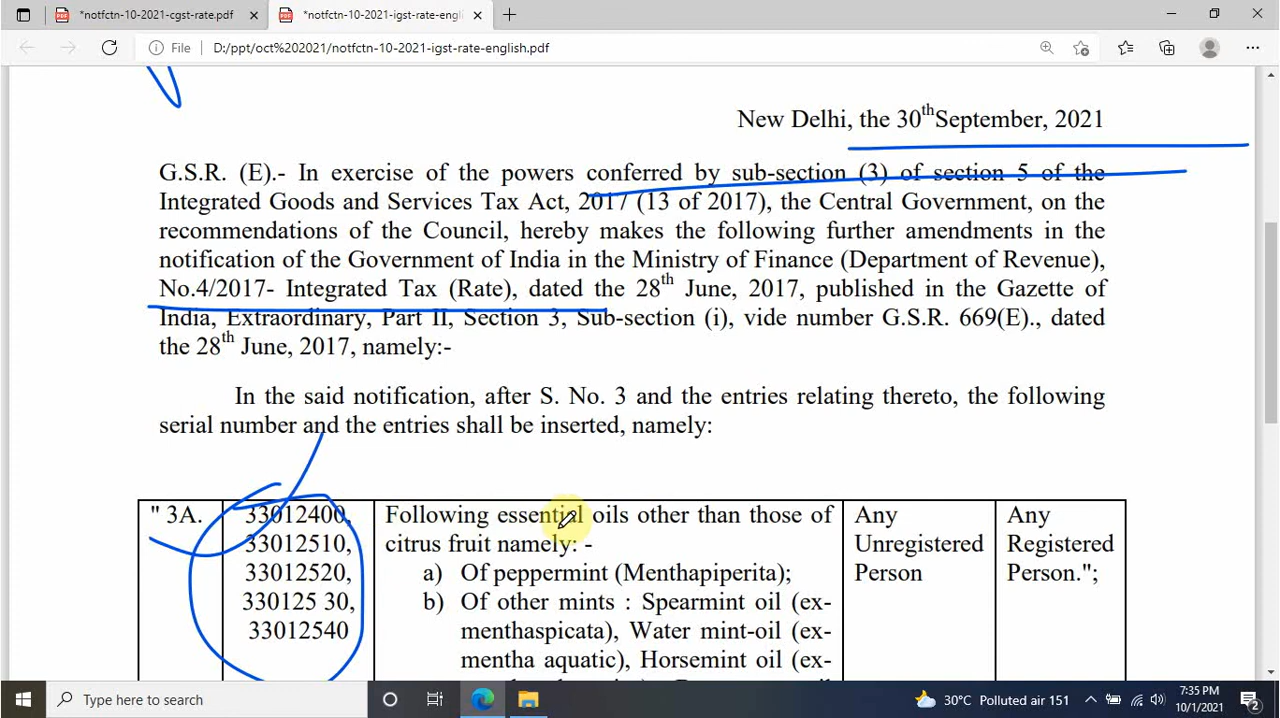 *notfctn-10-2021-cgst-rate.pdf
*notfctn-10-2021-igst-rate-engli
File D:/ppt/oct%202021/notfctn-10-2021-igst-rate-english.pdf
New Delhi, the 30thSeptember, 2021
G.S.R. (E).- In exercise of the powers conferred by sub-section (3) of section 5 of the
Integrated Goods and Services Tax Act, 2017 (13 of 2017), the Central Government, on the
recommendations of the Council, hereby makes the following further amendments in the
notification of the Government of India in the Ministry of Finance (Department of Revenue),
No.4/2017- Integrated Tax (Rate), dated the 28th June, 2017, published in the Gazette of
India, Extraordinary, Part II, Section 3, Sub-section (i), vide number G.S.R. 669(E)., dated
the 28th June, 2017, namely:-
In the said notification, after S. No. 3 and the entries relating thereto, the following
serial number and the entries shall be inserted, namely:
" 3A.
33012400,
33012510,
33012520,
330125 30,
33012540
Following essential oils other than those of
citrus fruit namely: -
a) Of peppermint (Menthapiperita);
b) Of other mints : Spearmint oil (ex-
menthaspicata), Water mint-oil (ex-
mentha aquatic), Horsemint oil (ex-
Any
Unregistered
Person
Any
Registered
Person.";
Type here to search
30°C Polluted air 151
7:35 PM
10/1/2021
2